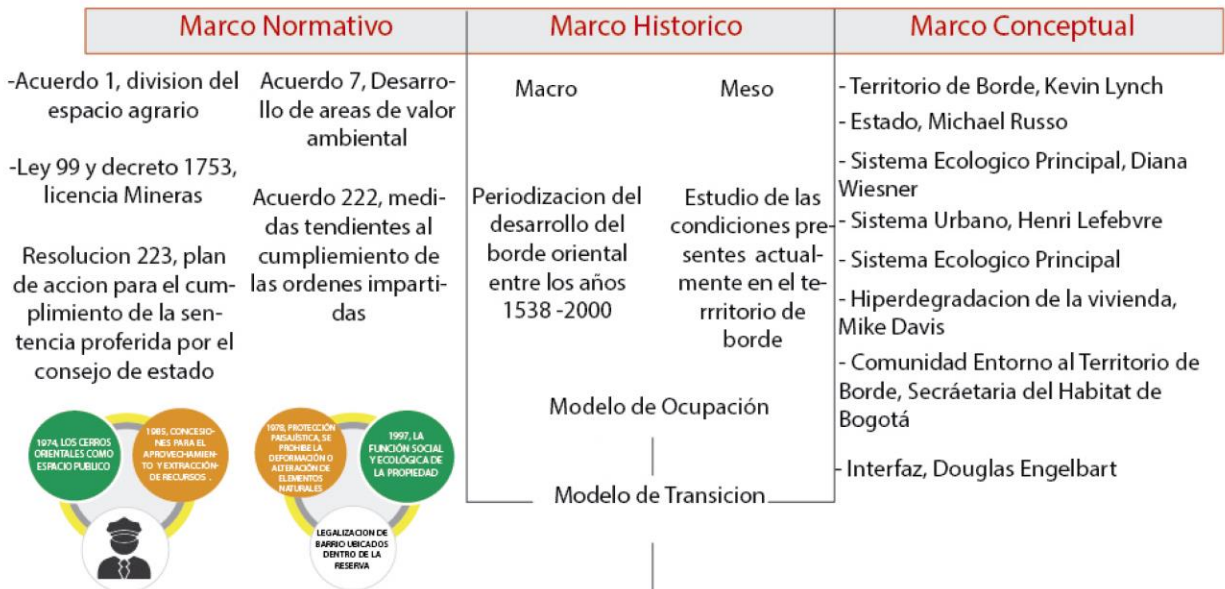 Marco Normativo
Marco Historico
Marco Conceptual
-Acuerdo 1, division del
espacio agrario
-Ley 99 y decreto 1753,
licencia Mineras
Resolucion 223, plan
de accion para el cum-
plimiento de la sen-
tencia proferida por el
consejo de estado
Acuerdo 7, Desarro-
llo de areas de valor
ambiental
Acuerdo 222, medi-
das tendientes al
cumpliemiento de
las ordenes imparti-
das
1974, LOS CERROS
ORIENTALES COMO
ESPACIO PUBLICO
1985, CONCESIO-
NES PARA EL
APROVECHAMIEN-
TO Y EXTRACCIÓN
DE RECURSOS .
1978, PROTECCIÓN
PAISAJÍSTICA, SE
PROHIBE LA
DEFORMACIÓN O
ALTERACIÓN DE
ELEMENTOS
NATURALES
1997, LA
FUNCIÓN SOCIAL
Y ECOLÓGICA DE
LA PROPIEDAD
LEGALIZACION DE
BARRIO UBICADOS
DENTRO DE LA
RESERVA
Macro
Periodizacion del
desarrollo del
borde oriental
entre los años
1538 -2000
Meso
Estudio de las
condiciones pre-
sentes actual-
mente en el te-
rrritorio de
borde
Modelo de Ocupación
Modelo de Transicion
- Territorio de Borde, Kevin Lynch
- Estado, Michael Russo
- Sistema Ecologico Principal, Diana
Wiesner
- Sistema Urbano, Henri Lefebvre
- Sistema Ecologico Principal
- Hiperdegradacion de la vivienda,
Mike Davis
- Comunidad Entorno al Territorio de
Borde, Secráetaria del Habitat de
Bogotá
- Interfaz, Douglas Engelbart